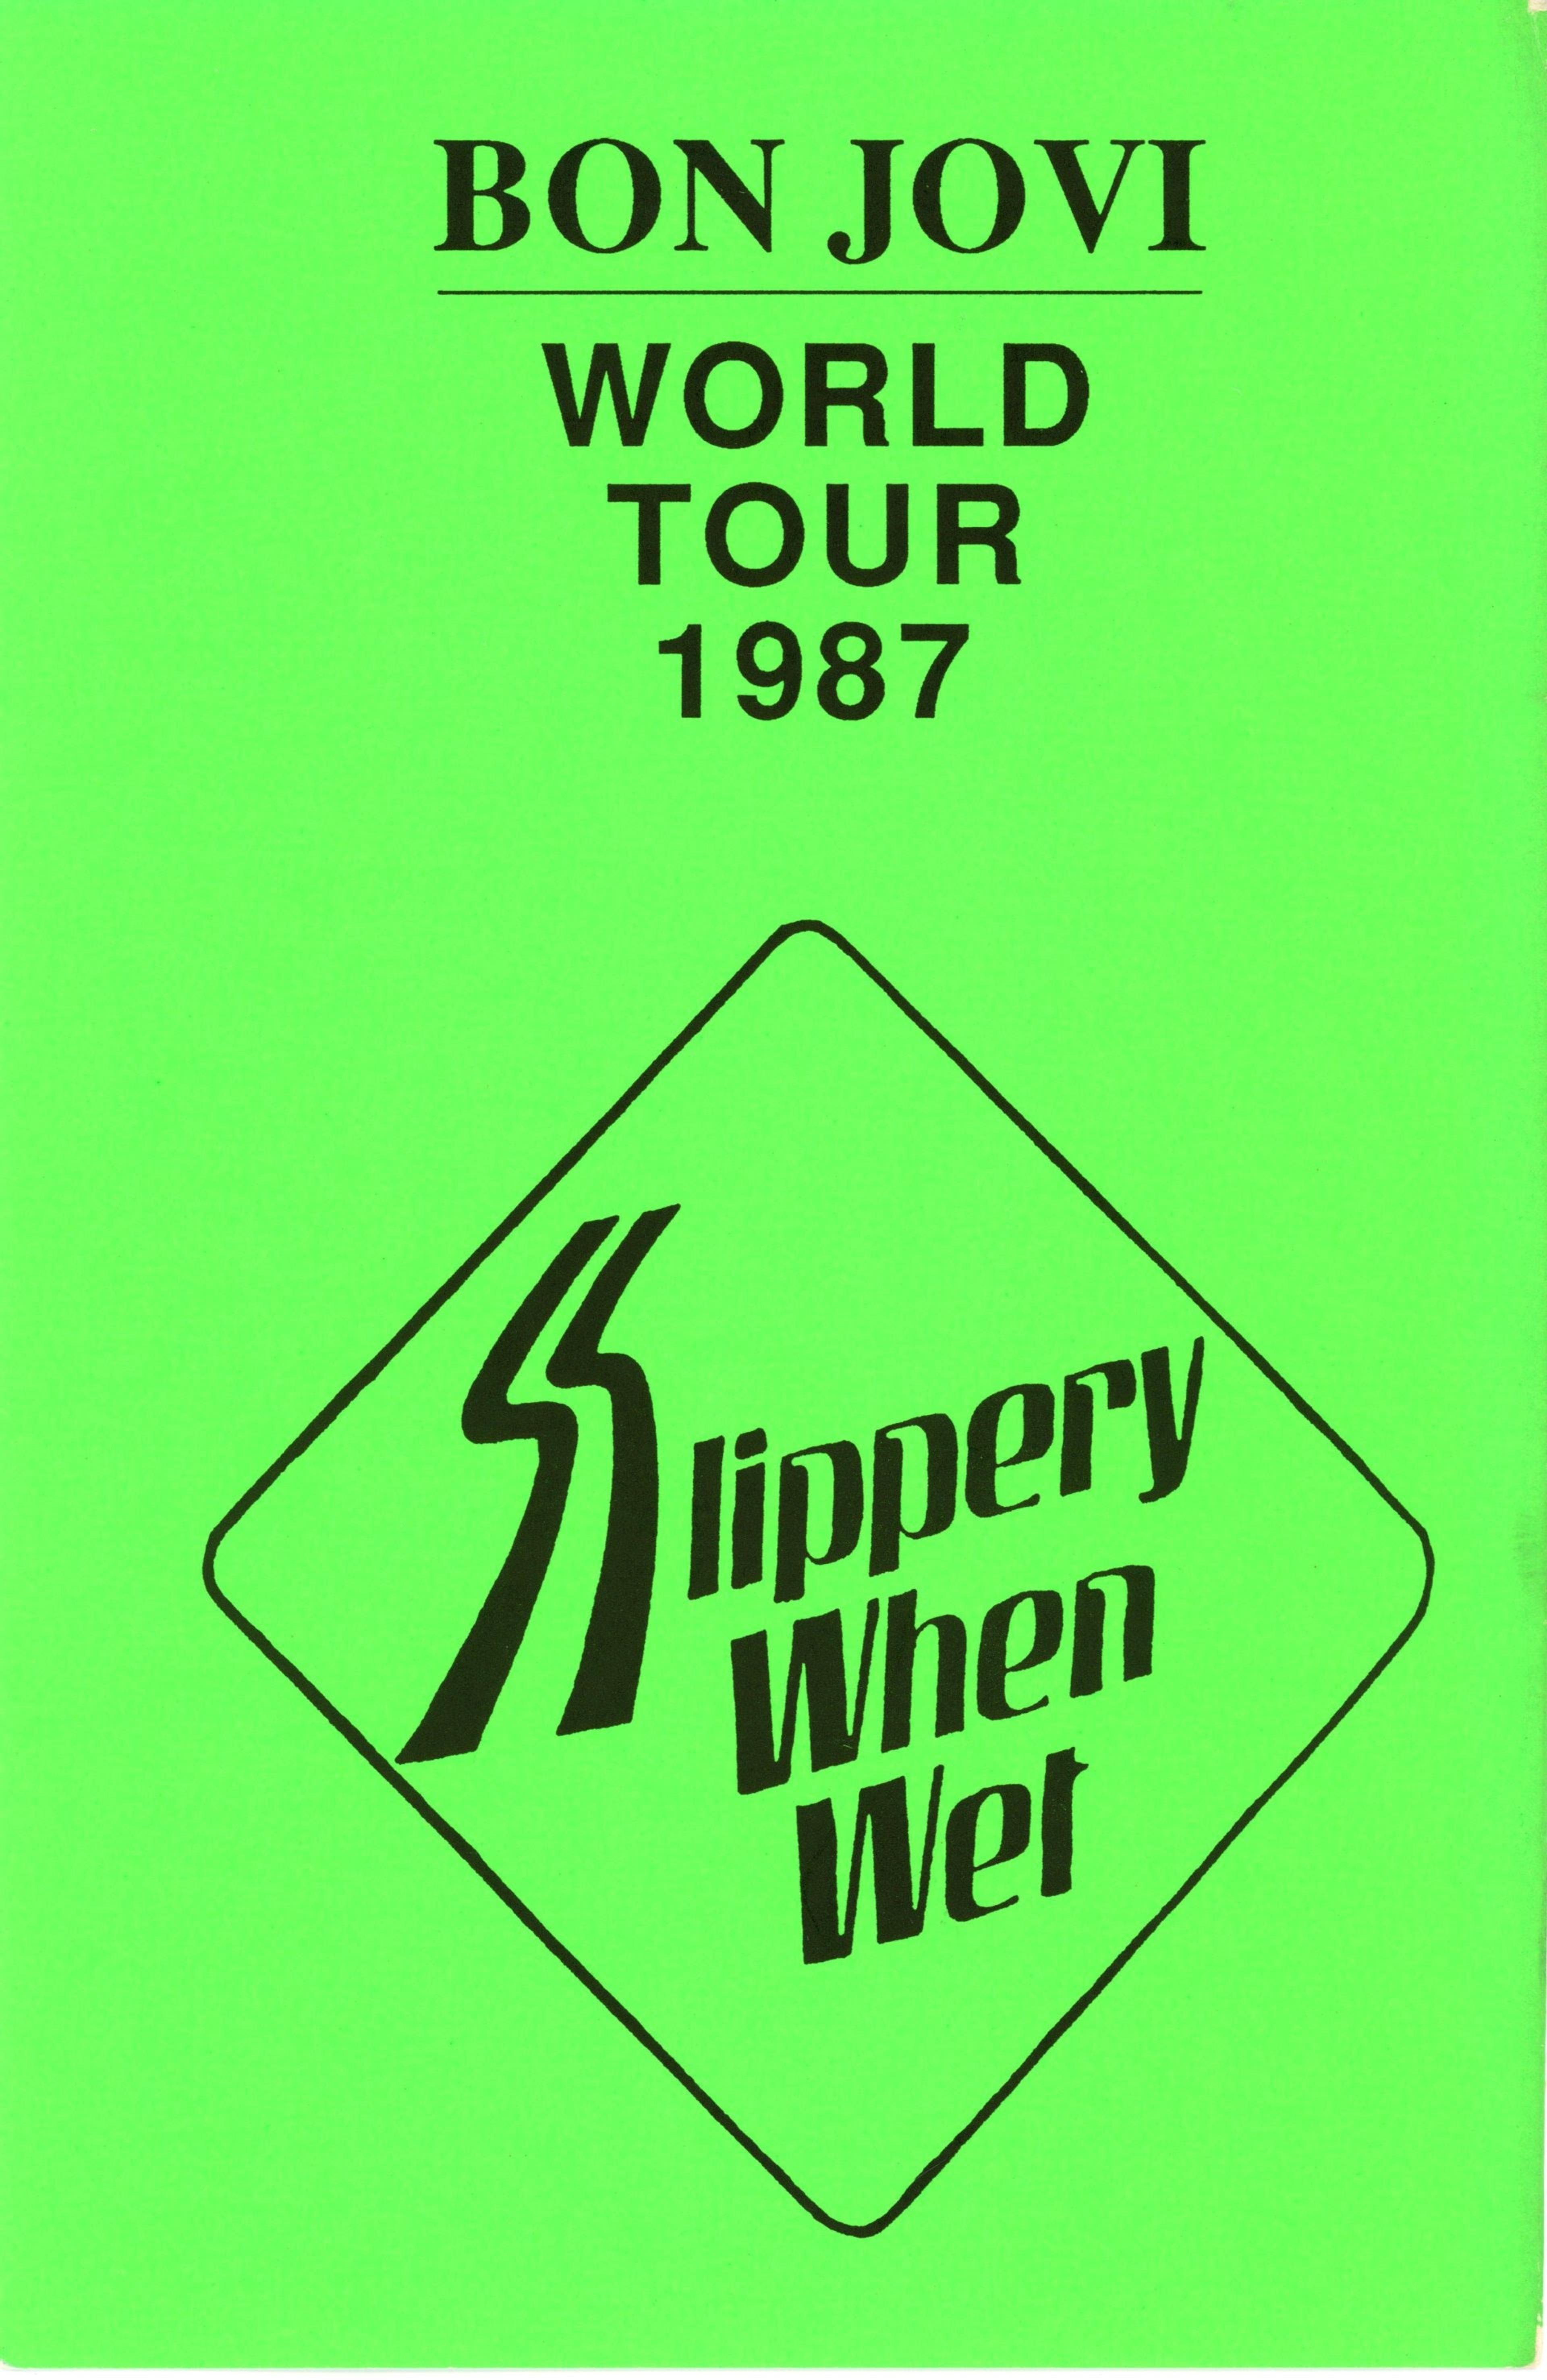 BON JOVI
WORLD
TOUR
1987
Slippery
When
Wet